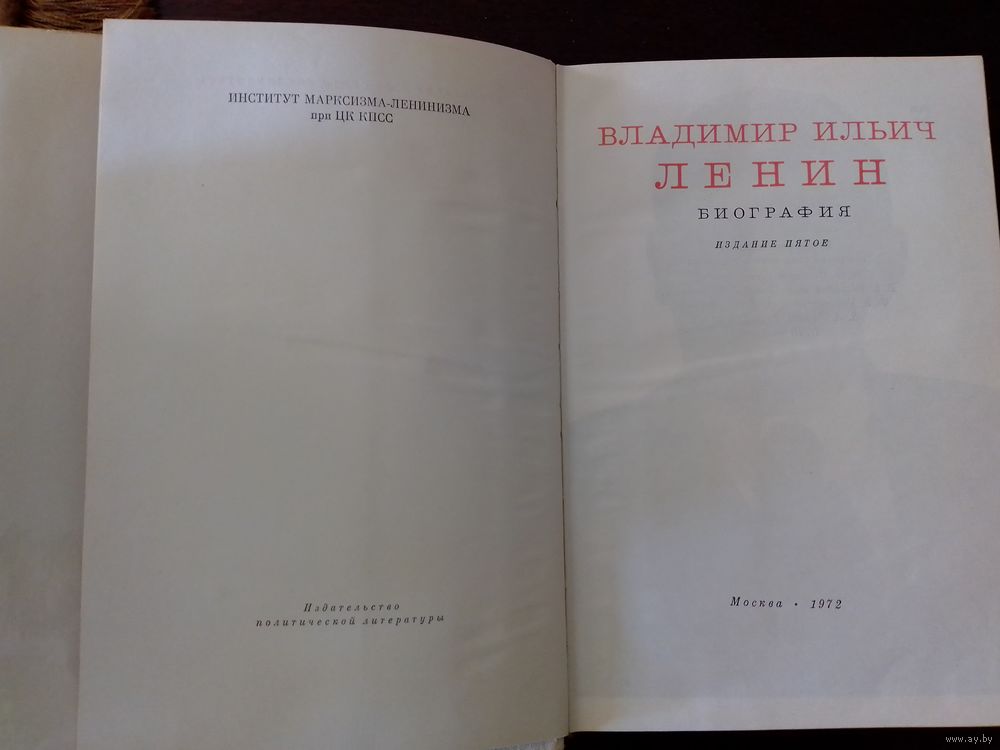 ИНСТИТУТ МАРКСИЗМА-ЛЕНИНИЗМА
при ЦК КПСС
Издательство
политической литературы
ВЛАДИМИР ИЛЬИЧ
ЛЕНИН
БИОГРАФИЯ
ИЗДАНИЕ ПЯТОЕ
Москва • 1972
www.ay.by